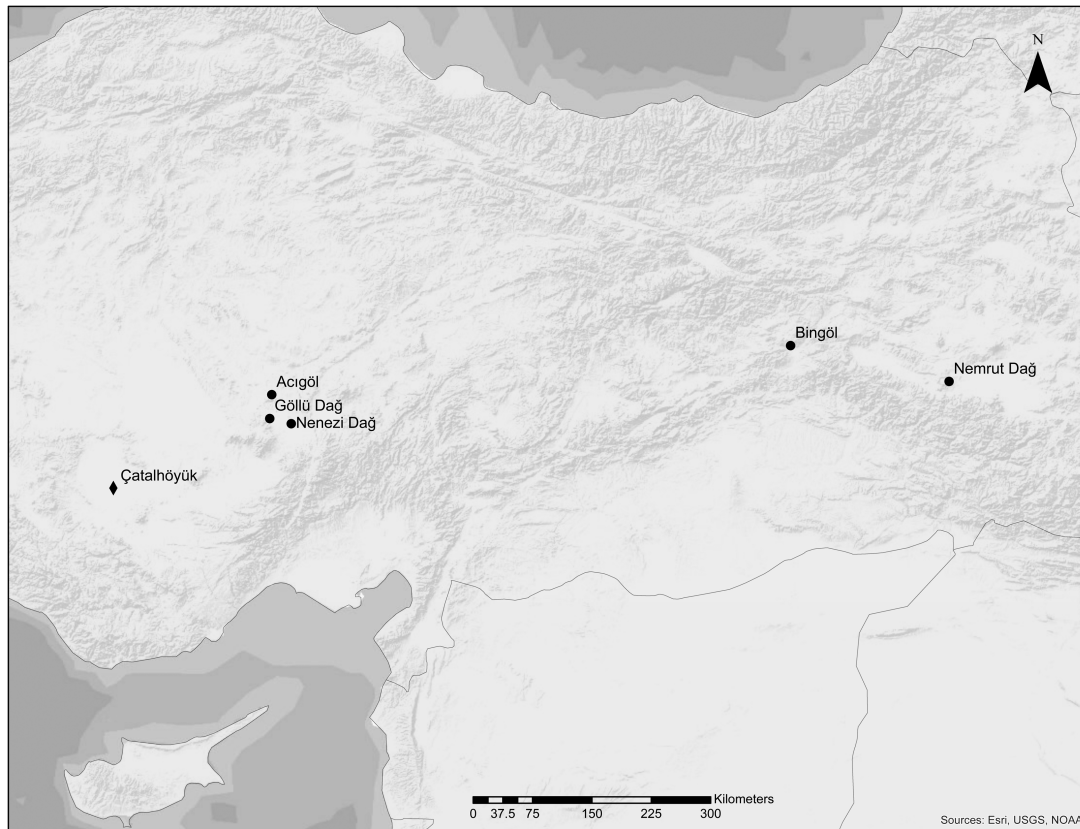 N
Bingöl
Nemrut Dağ
Acıgöl
Göllü Dağ
Nenezi Dağ
Çatalhöyük
Kilometers
0 37.5 75 150 225 300
Sources: Esri, USGS, NOAA